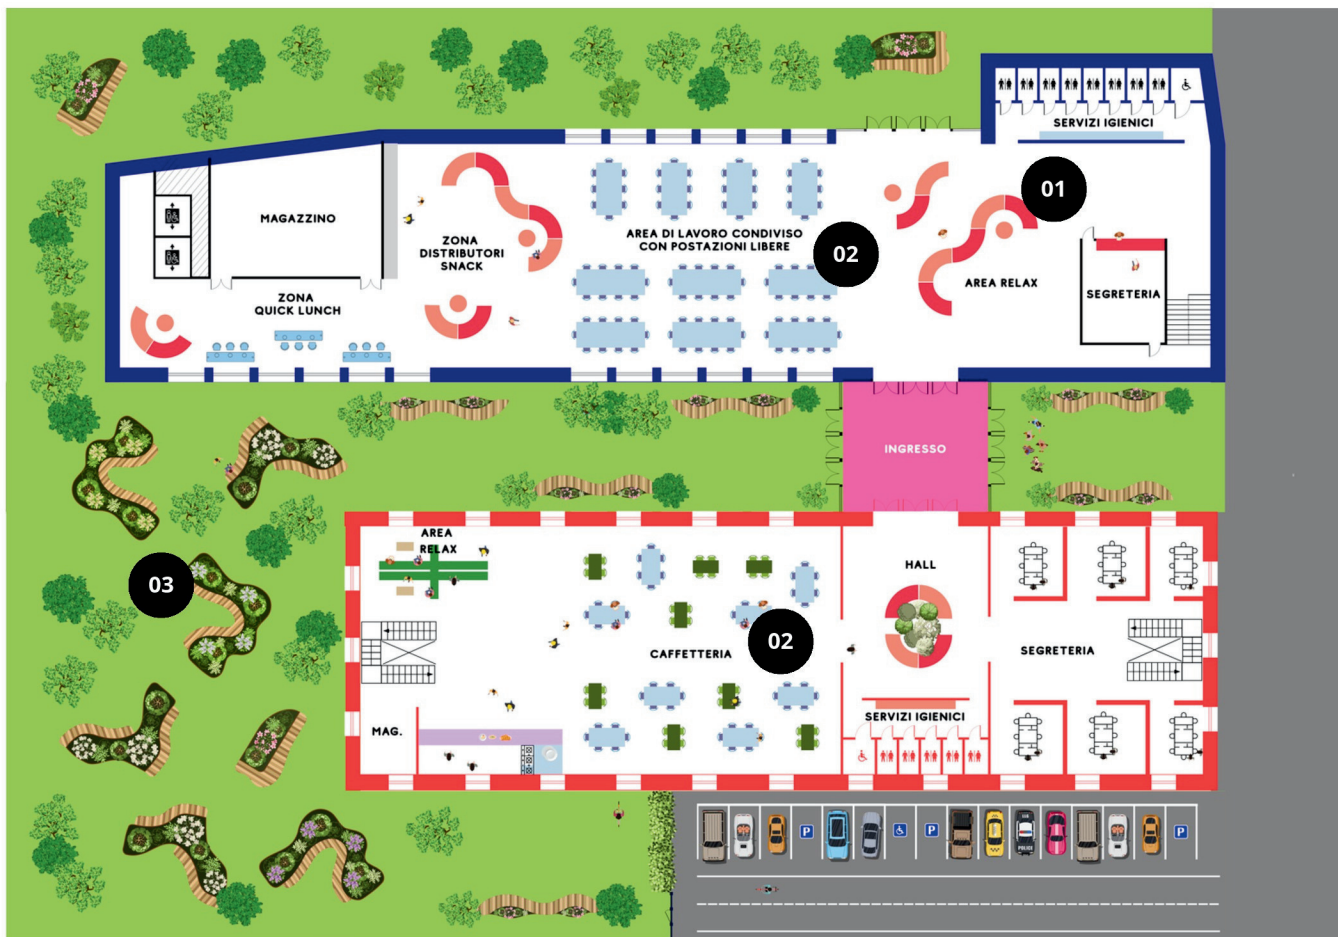 SERVIZI IGIENICI
01
MAGAZZINO
ZONA
DISTRIBUTORI
SNACK
AREA DI LAVORO CONDIVISO
CON POSTAZIONI LIBERE
02
AREA RELAX
SEGRETERIA
ZONA
QUICK LUNCH
INGRESSO
AREA
RELAX
HALL
03
CAFFETTERIA
02
SEGRETERIA
MAG.
SERVIZI IGIENICI
P
P
POLICE
P